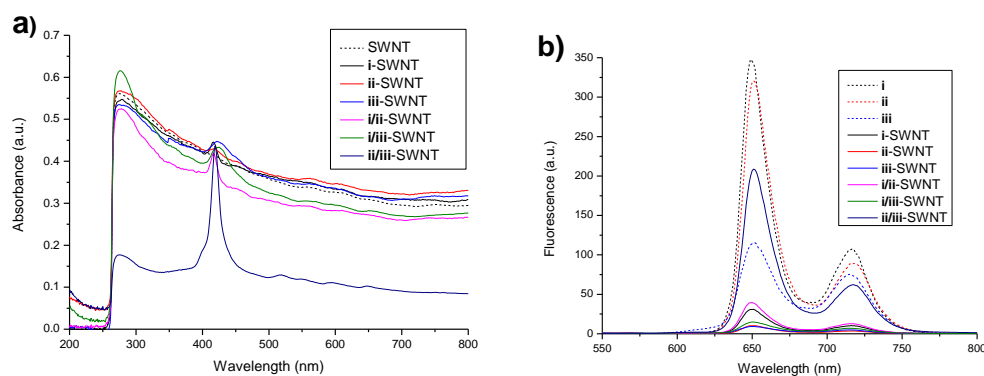 a)
0.7
0.6
0.5
0.4
0.3
0.2
0.1
0.0
Absorbance (a.u.)
200 300 400 500 600 700 800
Wavelength (nm)
SWNT
i-SWNT
ii-SWNT
iii-SWNT
i/ii-SWNT
i/iii-SWNT
ii/iii-SWNT
b)
350
300
250
200
150
100
50
0
Fluorescence (a.u.)
550 600 650 700 750 800
Wavelength (nm)
i
ii
iii
i-SWNT
ii-SWNT
iii-SWNT
i/ii-SWNT
i/iii-SWNT
ii/iii-SWNT